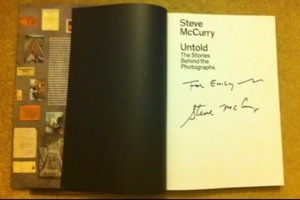 Steve
McCurry
Untold
The Stories
Behind the
Photographs
For Emily
Steve McCurry